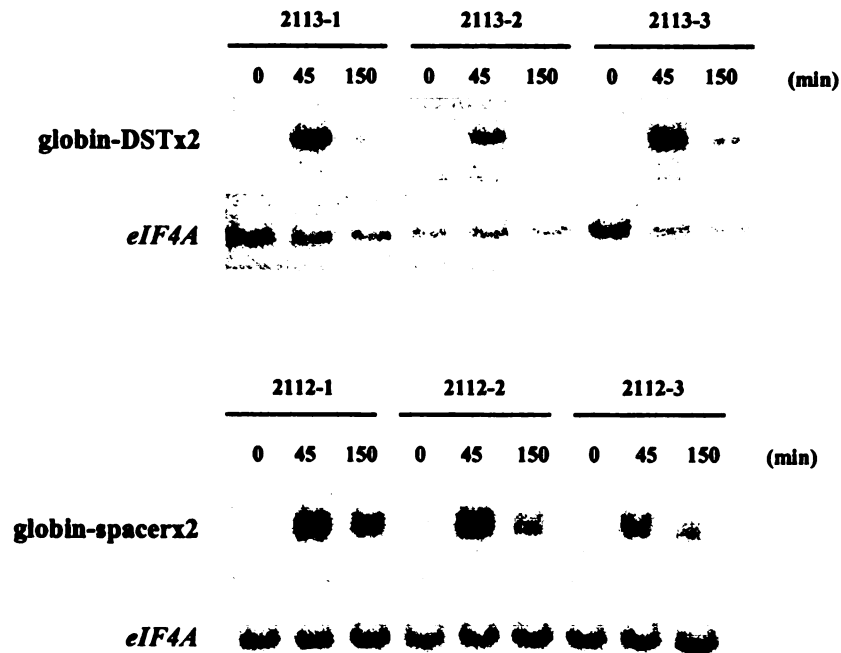 2113-1 2113-2 2113-3
0 45 150 0 45 150 0 45 150 (min)
globin-DSTx2
eIF4A
2112-1 2112-2 2112-3
0 45 150 0 45 150 0 45 150 (min)
globin-spacerx2
eIF4A